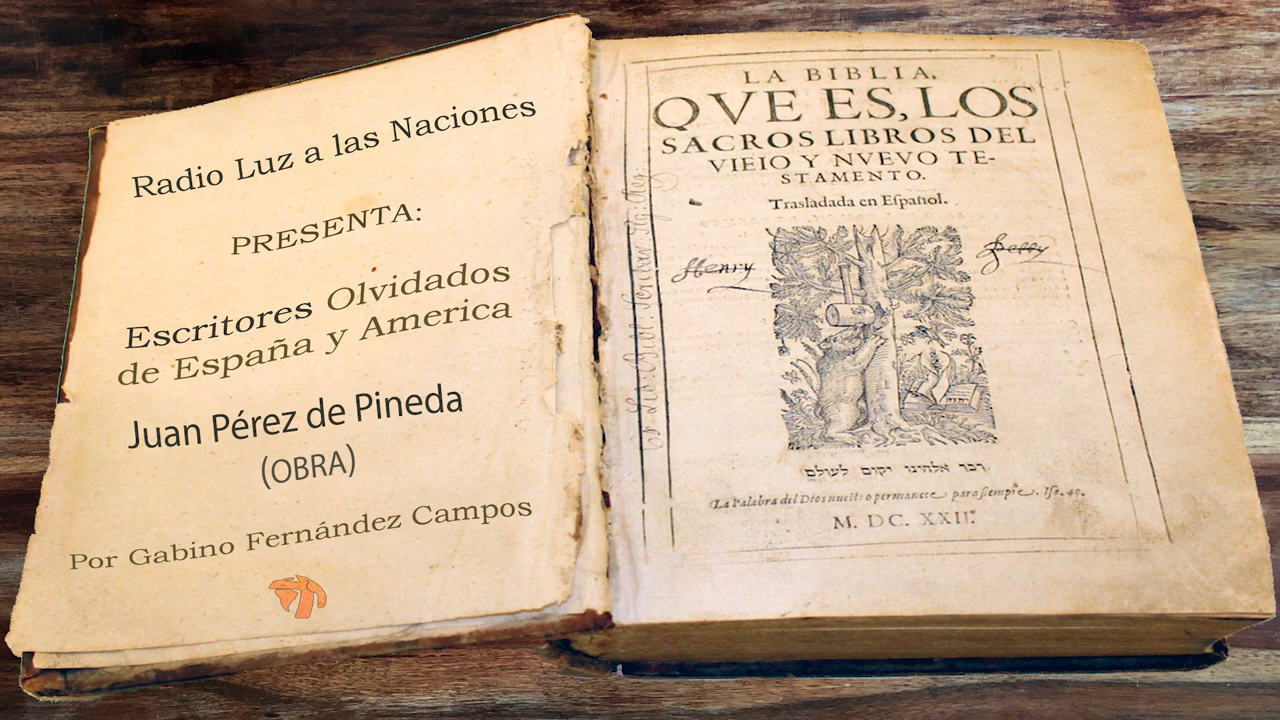 Radio Luz a las Naciones
PRESENTA:
Escritores Olvidados
de España y America
Juan Pérez de Pineda
(OBRA)
Por Gabino Fernández Campos
LA BIBLIA,
QVE ES, LOS
SACROS LIBROS DEL
VIEIO Y NVEVO TE-
STAMENTO.
Trasladada en Eſpañol.
Henry
דבר אלהינו יקום לעולם
La Palabra del Dios nueſtro permanece para ſiempre. Iſa. 40.
M. DC. XXII.